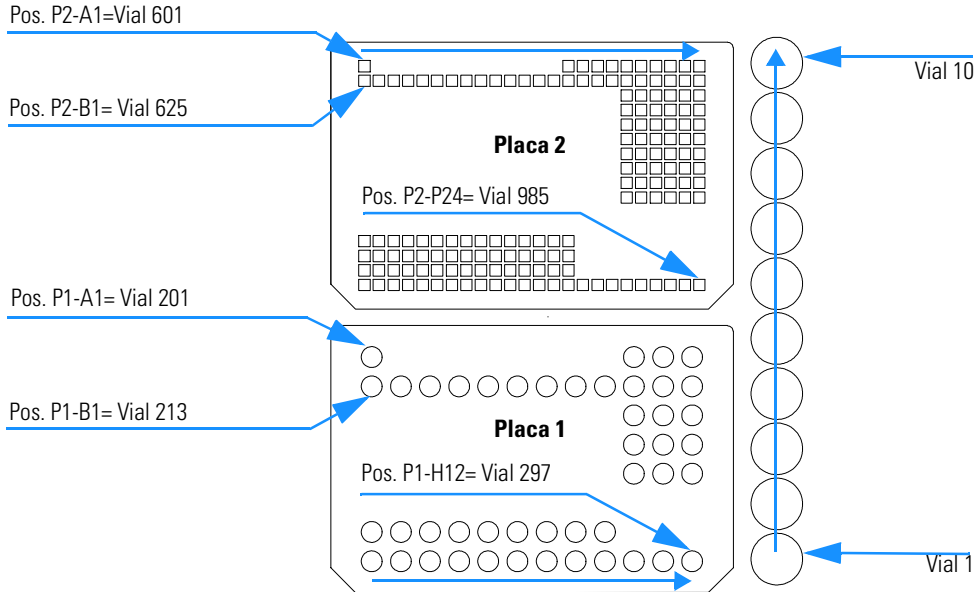 Pos. P2-A1=Vial 601
Vial 10
Pos. P2-B1= Vial 625
Placa 2
Pos. P2-P24= Vial 985
Pos. P1-A1= Vial 201
Pos. P1-B1= Vial 213
Placa 1
Pos. P1-H12= Vial 297
Vial 1